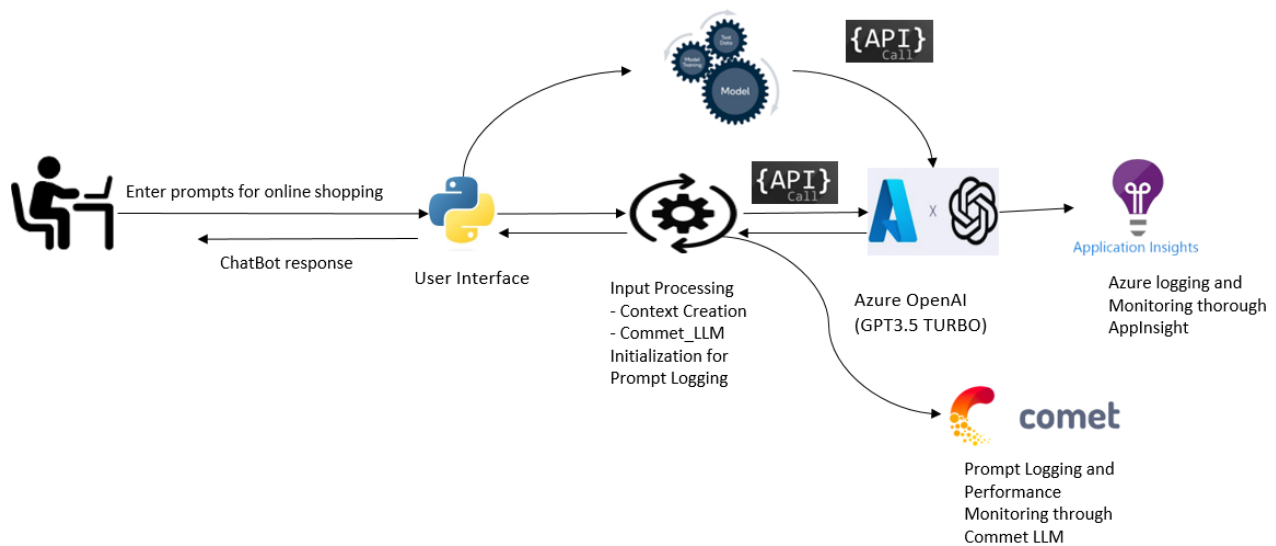 Test
Data
Model
Training
Model
{API}
Call
{API}
Call
Enter prompts for online shopping
ChatBot response
User Interface
Input Processing
- Context Creation
- Commet_LLM
Initialization for
Prompt Logging
X
Azure OpenAI
(GPT3.5 TURBO)
Application Insights
Azure logging and
Monitoring thorough
AppInsight
comet
Prompt Logging and
Performance
Monitoring through
Commet LLM